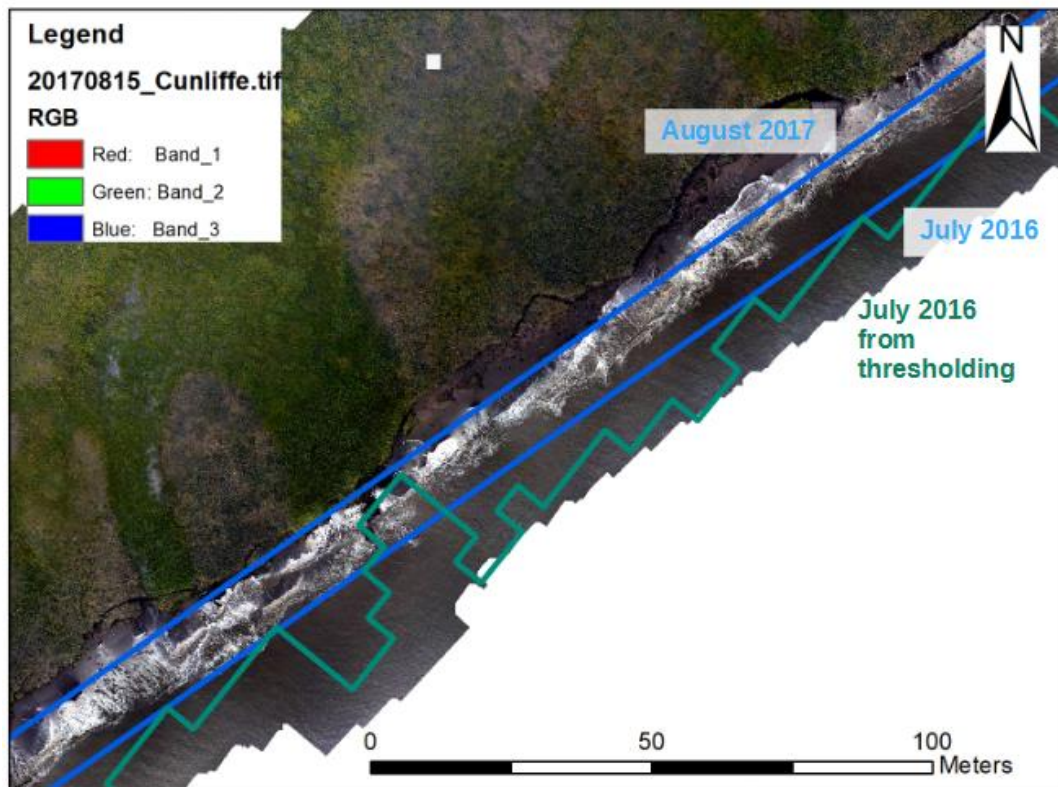 Legend
20170815_Cunliffe.tif
RGB
Red: Band_1
Green: Band_2
Blue: Band_3
N
August 2017
July 2016
July 2016
from
thresholding
0 50 100
Meters